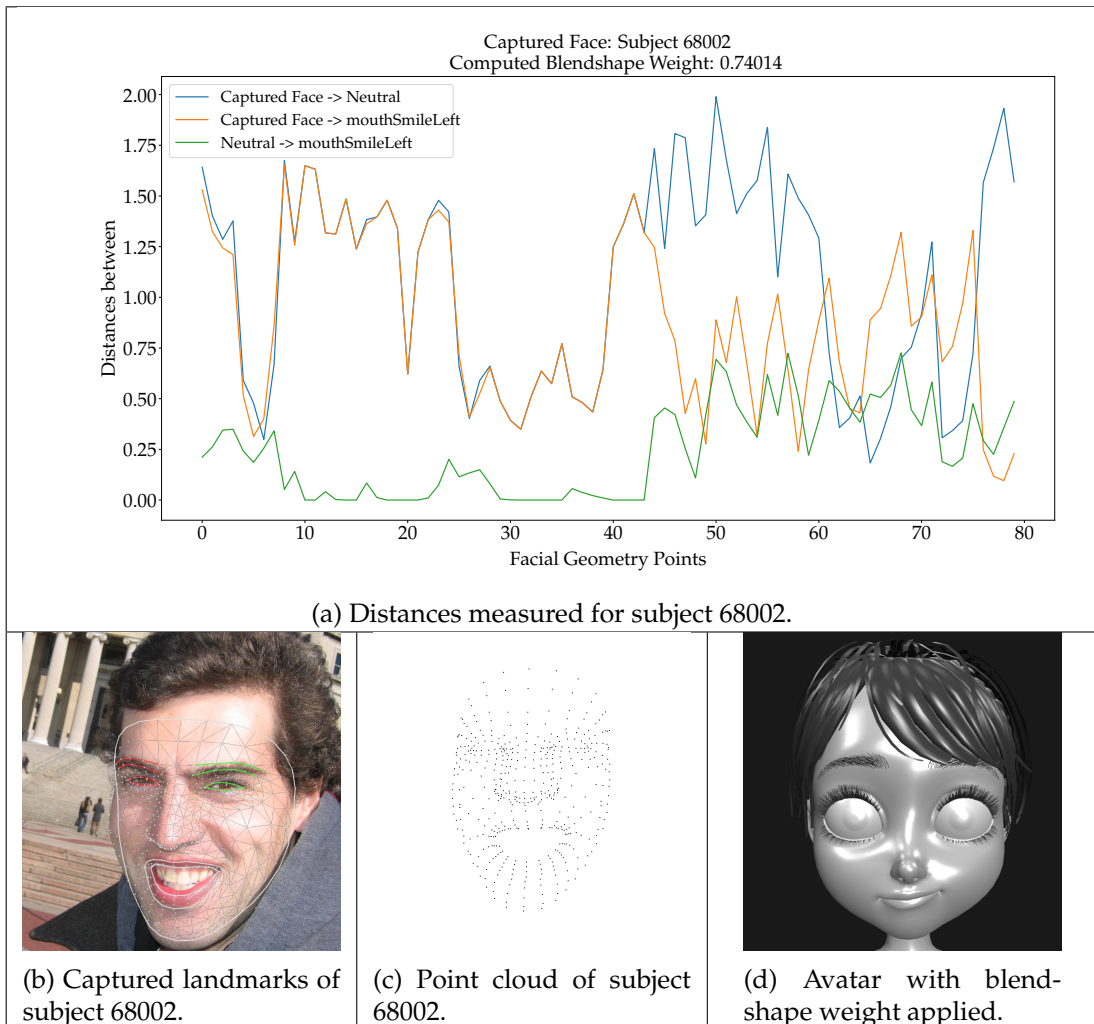 Captured Face: Subject 68002
Computed Blendshape Weight: 0.74014
Captured Face -> Neutral
Captured Face -> mouthSmileLeft
Neutral -> mouthSmileLeft
Distances between
2.00
1.75
1.50
1.25
1.00
0.75
0.50
0.25
0.00
0 10 20 30 40 50 60 70 80
Facial Geometry Points
(a) Distances measured for subject 68002.
(b) Captured landmarks of
subject 68002.
(c) Point cloud of subject
68002.
(d) Avatar with blend-
shape weight applied.